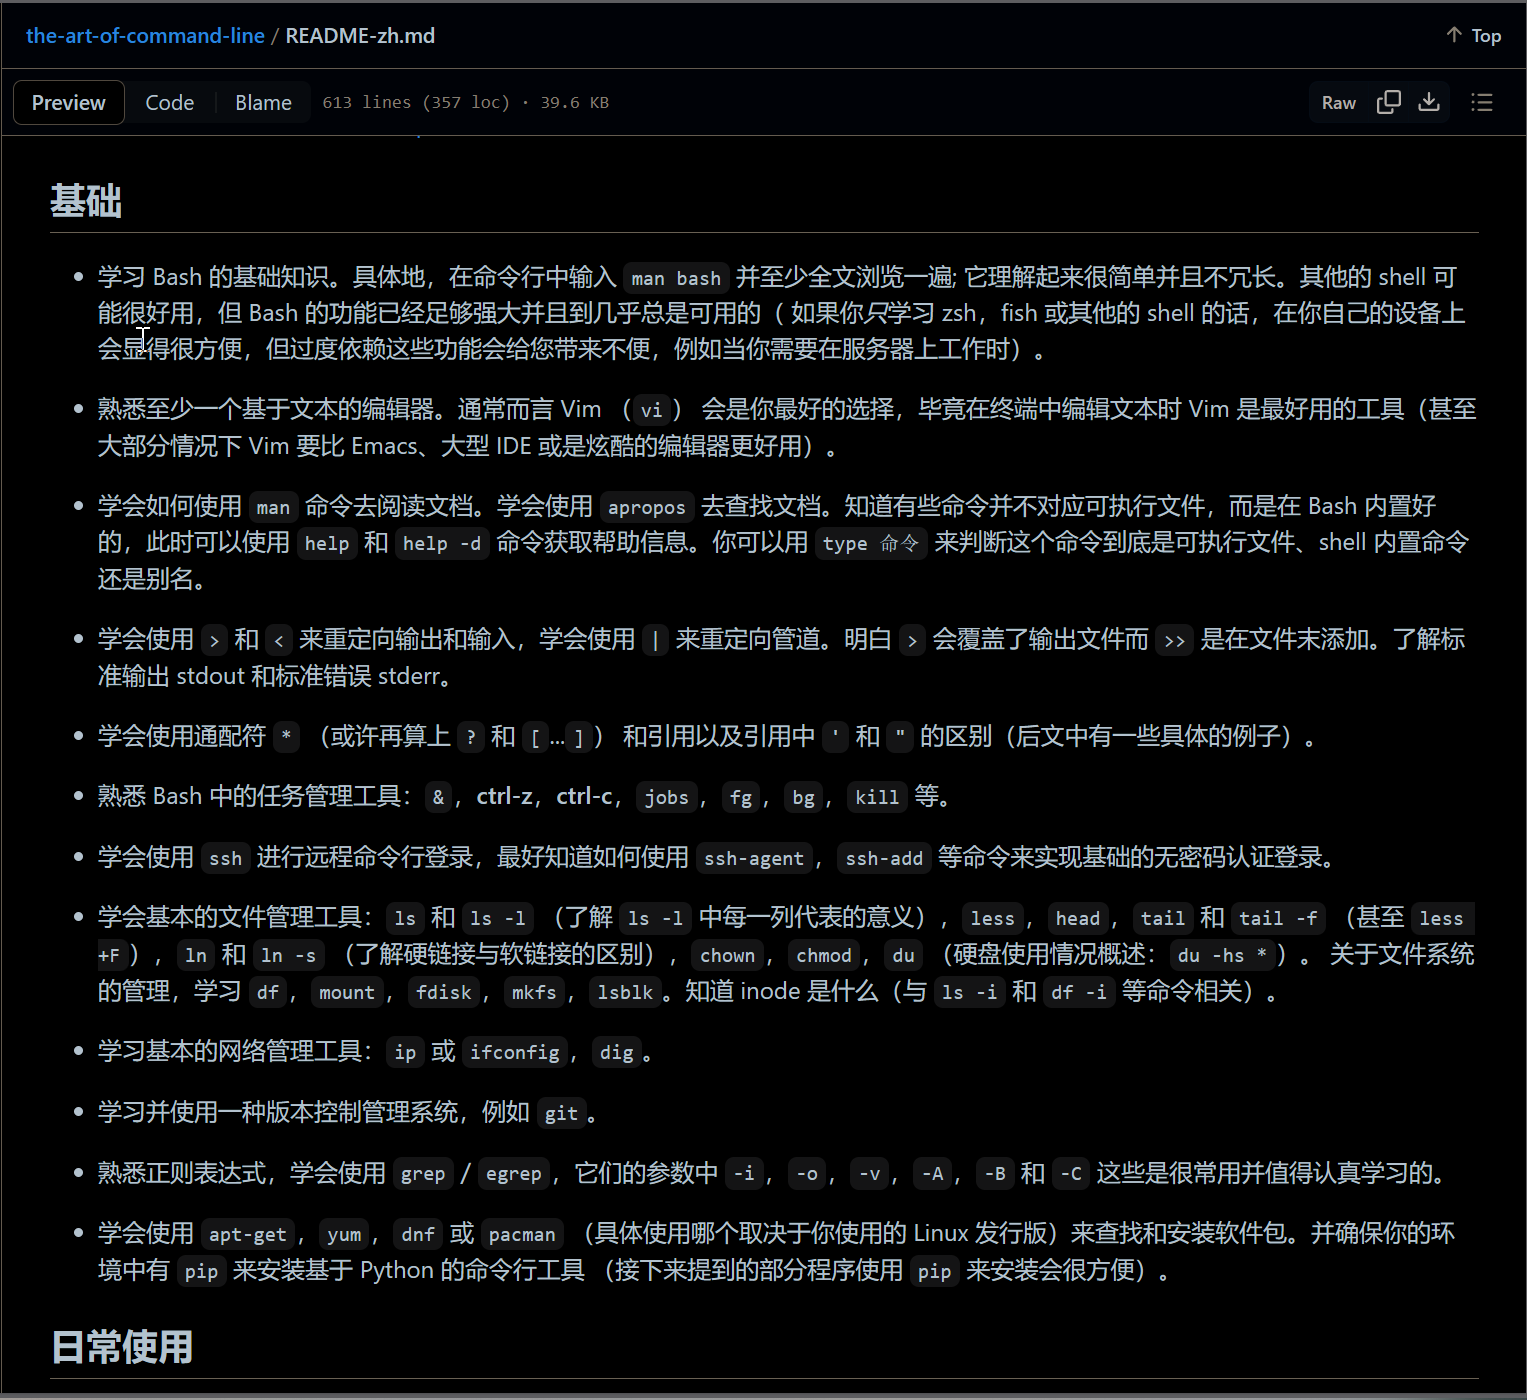 the-art-of-command-line / README-zh.md
Top
Preview Code Blame 613 lines (357 loc) · 39.6 KB
Raw
基础
学习 Bash 的基础知识。具体地，在命令行中输入 man bash 并至少全文浏览一遍; 它理解起来很简单并且不冗长。其他的 shell 可
能很好用，但 Bash 的功能已经足够强大并且到几乎总是可用的（ 如果你只学习 zsh，fish 或其他的 shell 的话，在你自己的设备上
会显得很方便，但过度依赖这些功能会给您带来不便，例如当你需要在服务器上工作时）。
熟悉至少一个基于文本的编辑器。通常而言 Vim （vi） 会是你最好的选择，毕竟在终端中编辑文本时 Vim 是最好用的工具（甚至
大部分情况下 Vim 要比 Emacs、大型 IDE 或是炫酷的编辑器更好用）。
学会如何使用 man 命令去阅读文档。学会使用 apropos 去查找文档。知道有些命令并不对应可执行文件，而是在 Bash 内置好
的，此时可以使用 help 和 help -d 命令获取帮助信息。你可以用 type 命令 来判断这个命令到底是可执行文件、shell 内置命令
还是别名。
学会使用 > 和 < 来重定向输出和输入，学会使用 | 来重定向管道。明白 > 会覆盖了输出文件而 >> 是在文件末添加。了解标
准输出 stdout 和标准错误 stderr。
学会使用通配符 * （或许再算上 ? 和 [...]） 和引用以及引用中 ' 和 " 的区别（后文中有一些具体的例子）。
熟悉 Bash 中的任务管理工具：&，ctrl-z，ctrl-c，jobs，fg，bg，kill 等。
学会使用 ssh 进行远程命令行登录，最好知道如何使用 ssh-agent，ssh-add 等命令来实现基础的无密码认证登录。
学会基本的文件管理工具：ls 和 ls -l （了解 ls -l 中每一列代表的意义），less，head，tail 和 tail -f （甚至 less
+F），ln 和 ln -s （了解硬链接与软链接的区别），chown，chmod，du （硬盘使用情况概述：du -hs *）。 关于文件系统
的管理，学习 df，mount，fdisk，mkfs，lsblk。知道 inode 是什么（与 ls -i 和 df -i 等命令相关）。
学习基本的网络管理工具：ip 或 ifconfig，dig。
学习并使用一种版本控制管理系统，例如 git。
熟悉正则表达式，学会使用 grep / egrep，它们的参数中 -i，-o，-v，-A，-B 和 -C 这些是很常用并值得认真学习的。
学会使用 apt-get，yum，dnf 或 pacman （具体使用哪个取决于你使用的 Linux 发行版）来查找和安装软件包。并确保你的环
境中有 pip 来安装基于 Python 的命令行工具 （接下来提到的部分程序使用 pip 来安装会很方便）。
日常使用